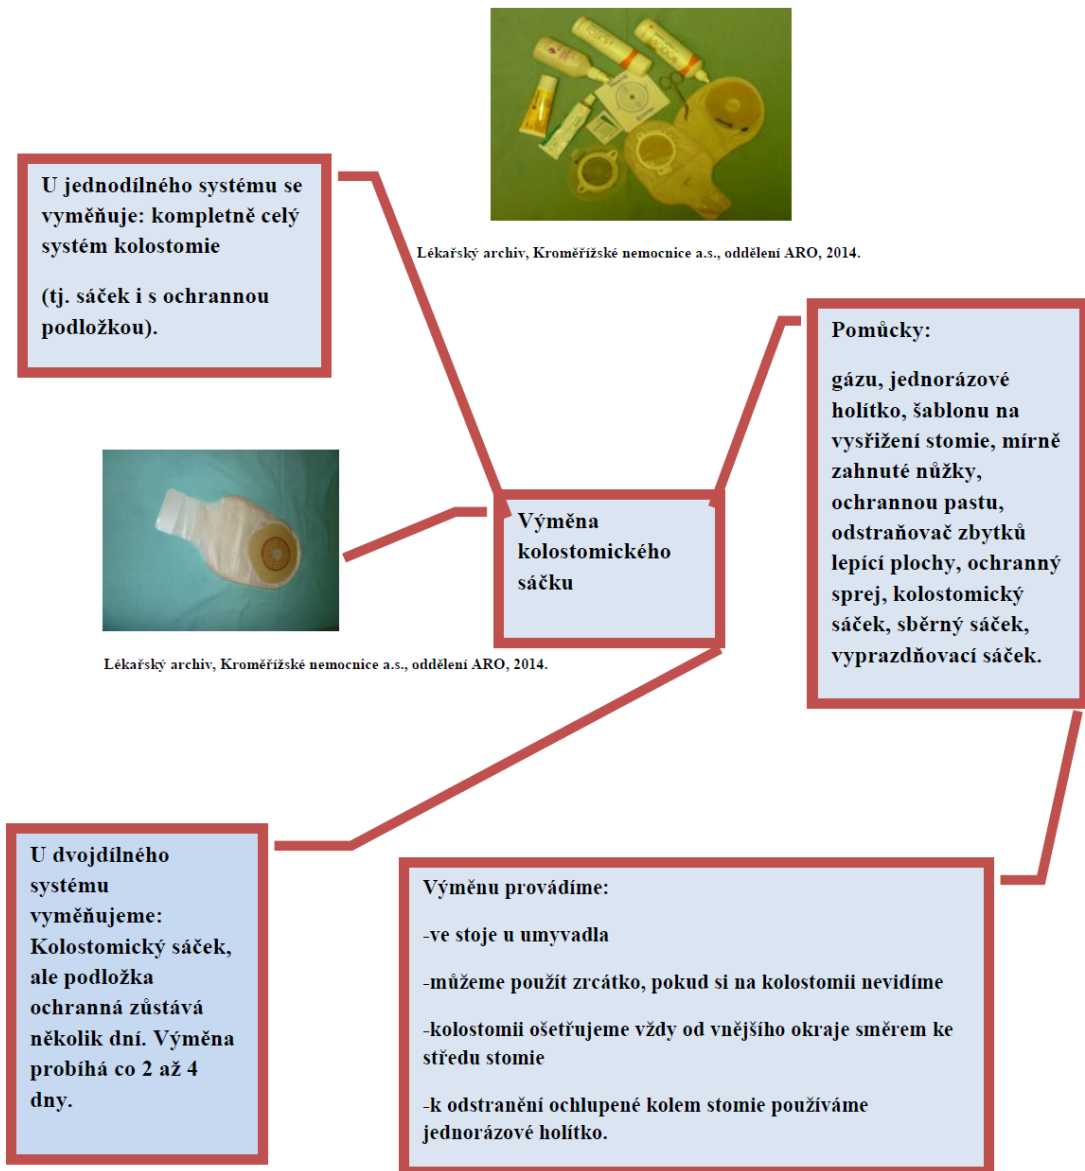 Lékařský archiv, Kroměřížské nemocnice a.s., oddělení ARO, 2014.
U jednodílného systému se
vyměňuje: kompletně celý
systém kolostomie
(tj. sáček i s ochrannou
podložkou).
Pomůcky:
gázu, jednorázové
holítko, šablonu na
vysřižení stomie, mírně
zahnuté nůžky,
ochrannou pastu,
odstraňovač zbytků
lepící plochy, ochranný
sprej, kolostomický
sáček, sběrný sáček,
vyprazdňovací sáček.
Výměna
kolostomického
sáčku
Lékařský archiv, Kroměřížské nemocnice a.s., oddělení ARO, 2014.
U dvojdílného
systému
vyměňujeme:
Kolostomický sáček,
ale podložka
ochranná zůstává
několik dní. Výměna
probíhá co 2 až 4
dny.
Výměnu provádíme:
-ve stoje u umyvadla
-můžeme použít zrcátko, pokud si na kolostomii nevidíme
-kolostomii ošetřujeme vždy od vnějšího okraje směrem ke
středu stomie
-k odstranění ochlupené kolem stomie používáme
jednorázové holítko.